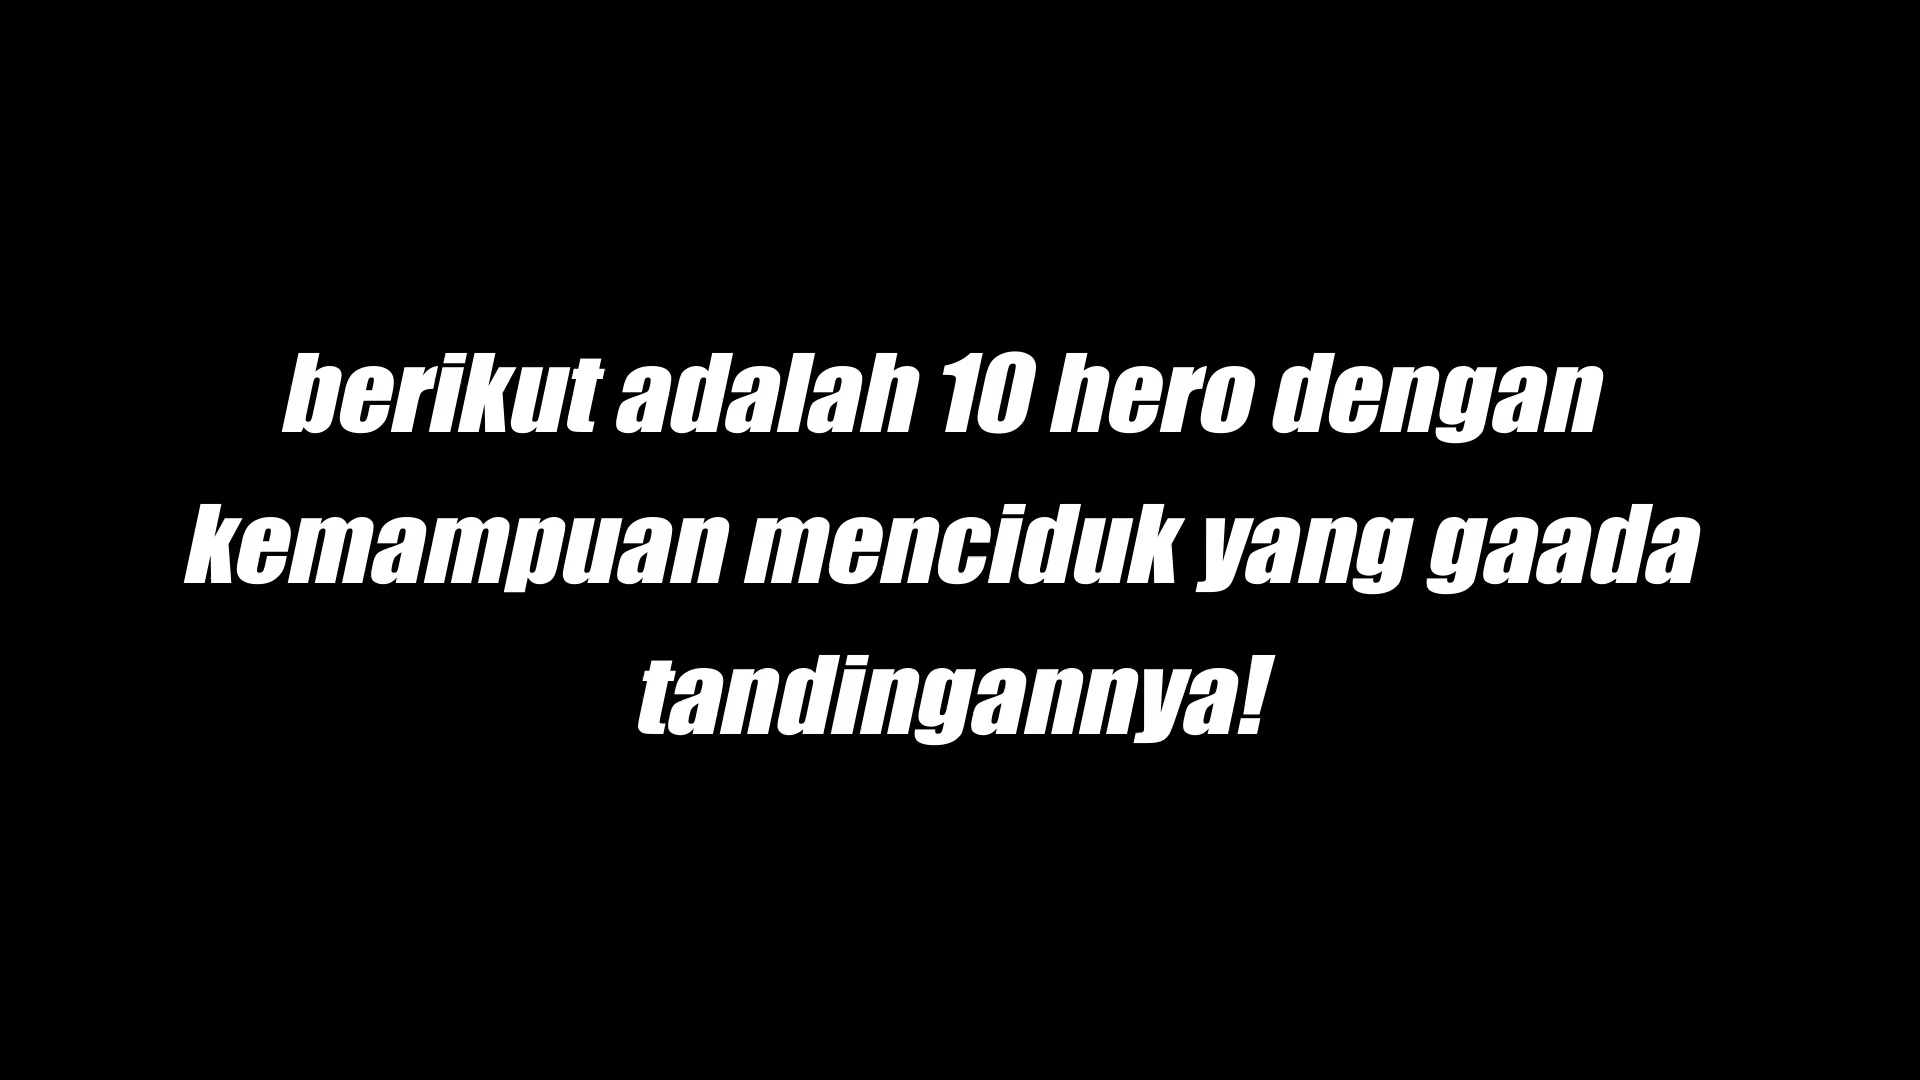 berikut adalah 10 hero dengan
kemampuan menciduk yang gaada
tandingannya!